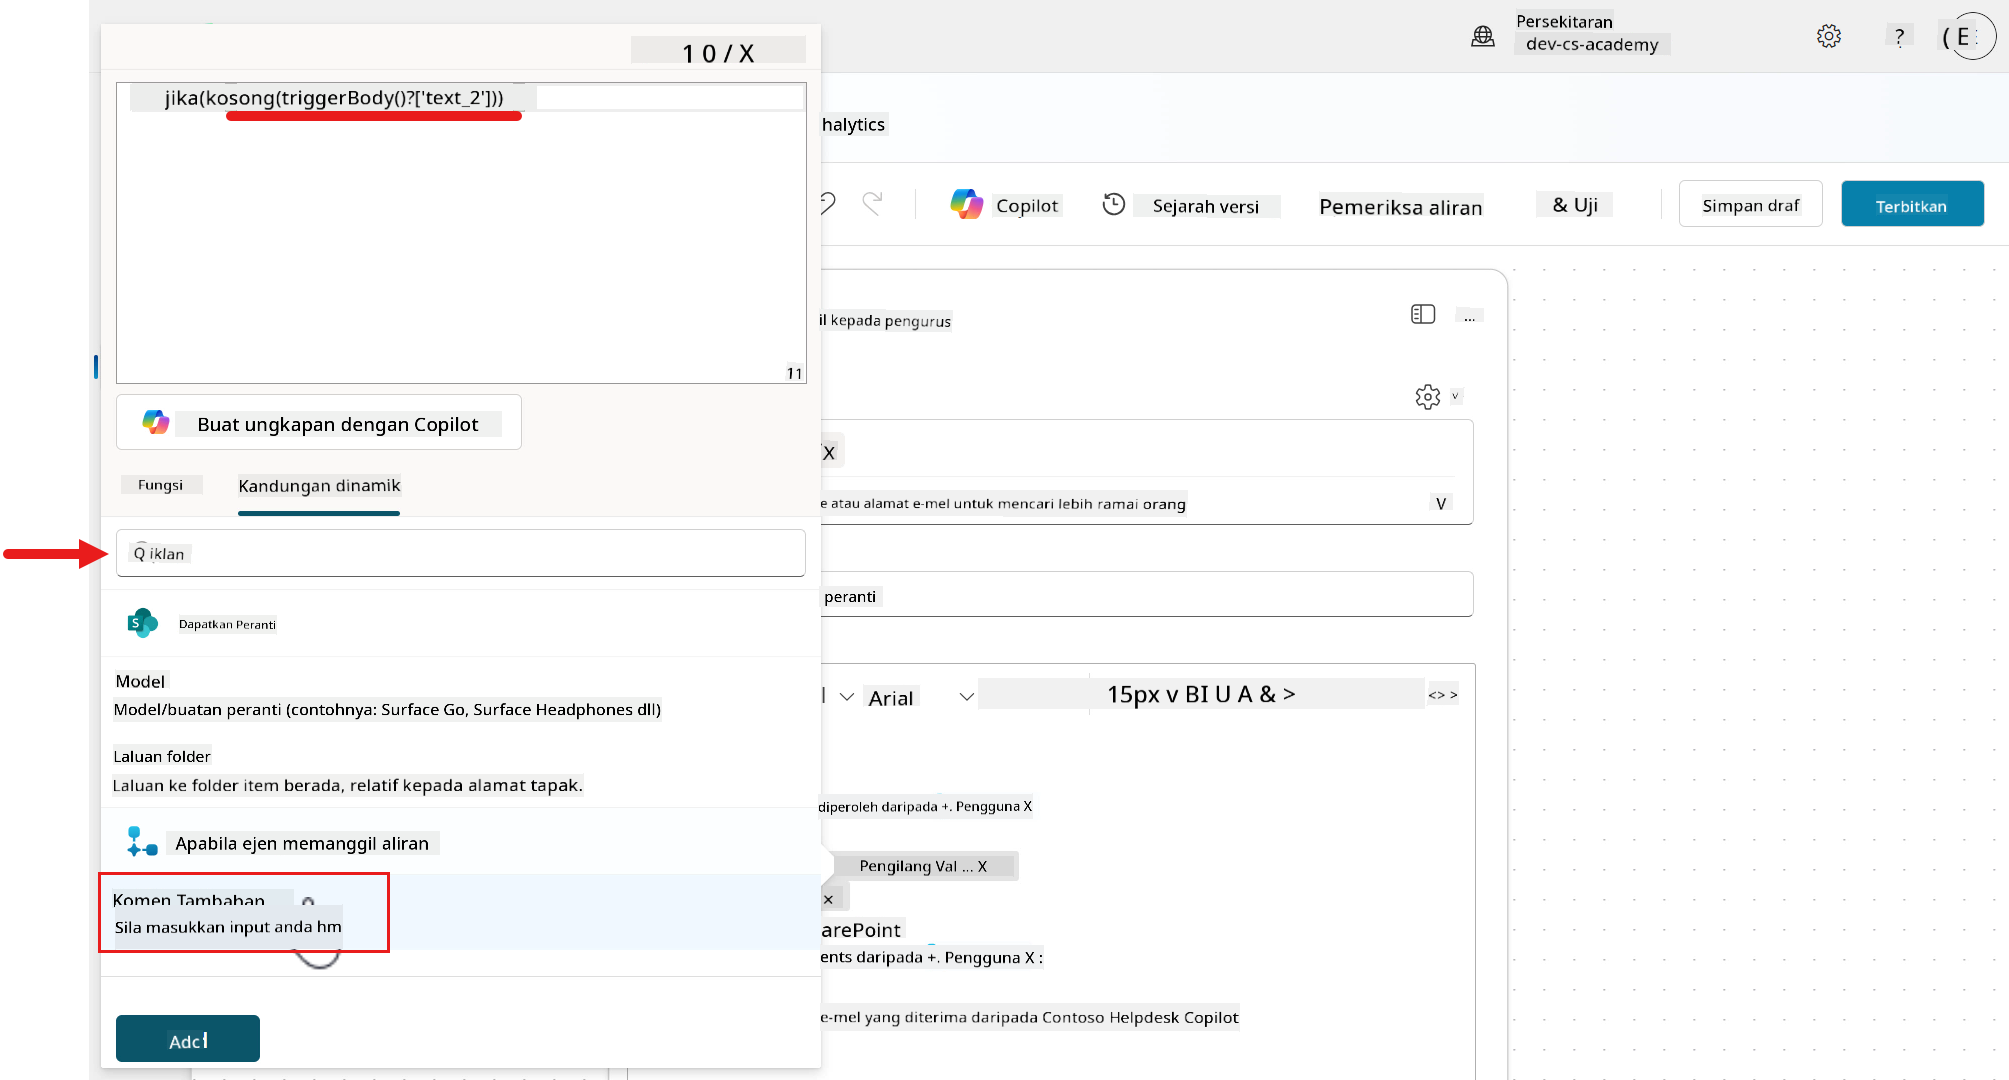 1 0 / X
jika(kosong(triggerBody()?['text_2']))
11
Buat ungkapan dengan Copilot
Fungsi
Kandungan dinamik
Q iklan
Dapatkan Peranti
Model
Model/buatan peranti (contohnya: Surface Go, Surface Headphones dll)
Laluan folder
Laluan ke folder item berada, relatif kepada alamat tapak.
Apabila ejen memanggil aliran
Komen Tambahan
Sila masukkan input anda hm
Persekitaran
dev-cs-academy
?
( E
halytics
Copilot
Sejarah versi
Pemeriksa aliran
& Uji
Simpan draf
Terbitkan
il kepada pengurus
...
v
X
e atau alamat e-mel untuk mencari lebih ramai orang
V
peranti
Arial
15px v BI U A & >
<> >
diperoleh daripada +. Pengguna X
Pengilang Val ... X
×
arePoint
ents daripada +. Pengguna X :
e-mel yang diterima daripada Contoso Helpdesk Copilot